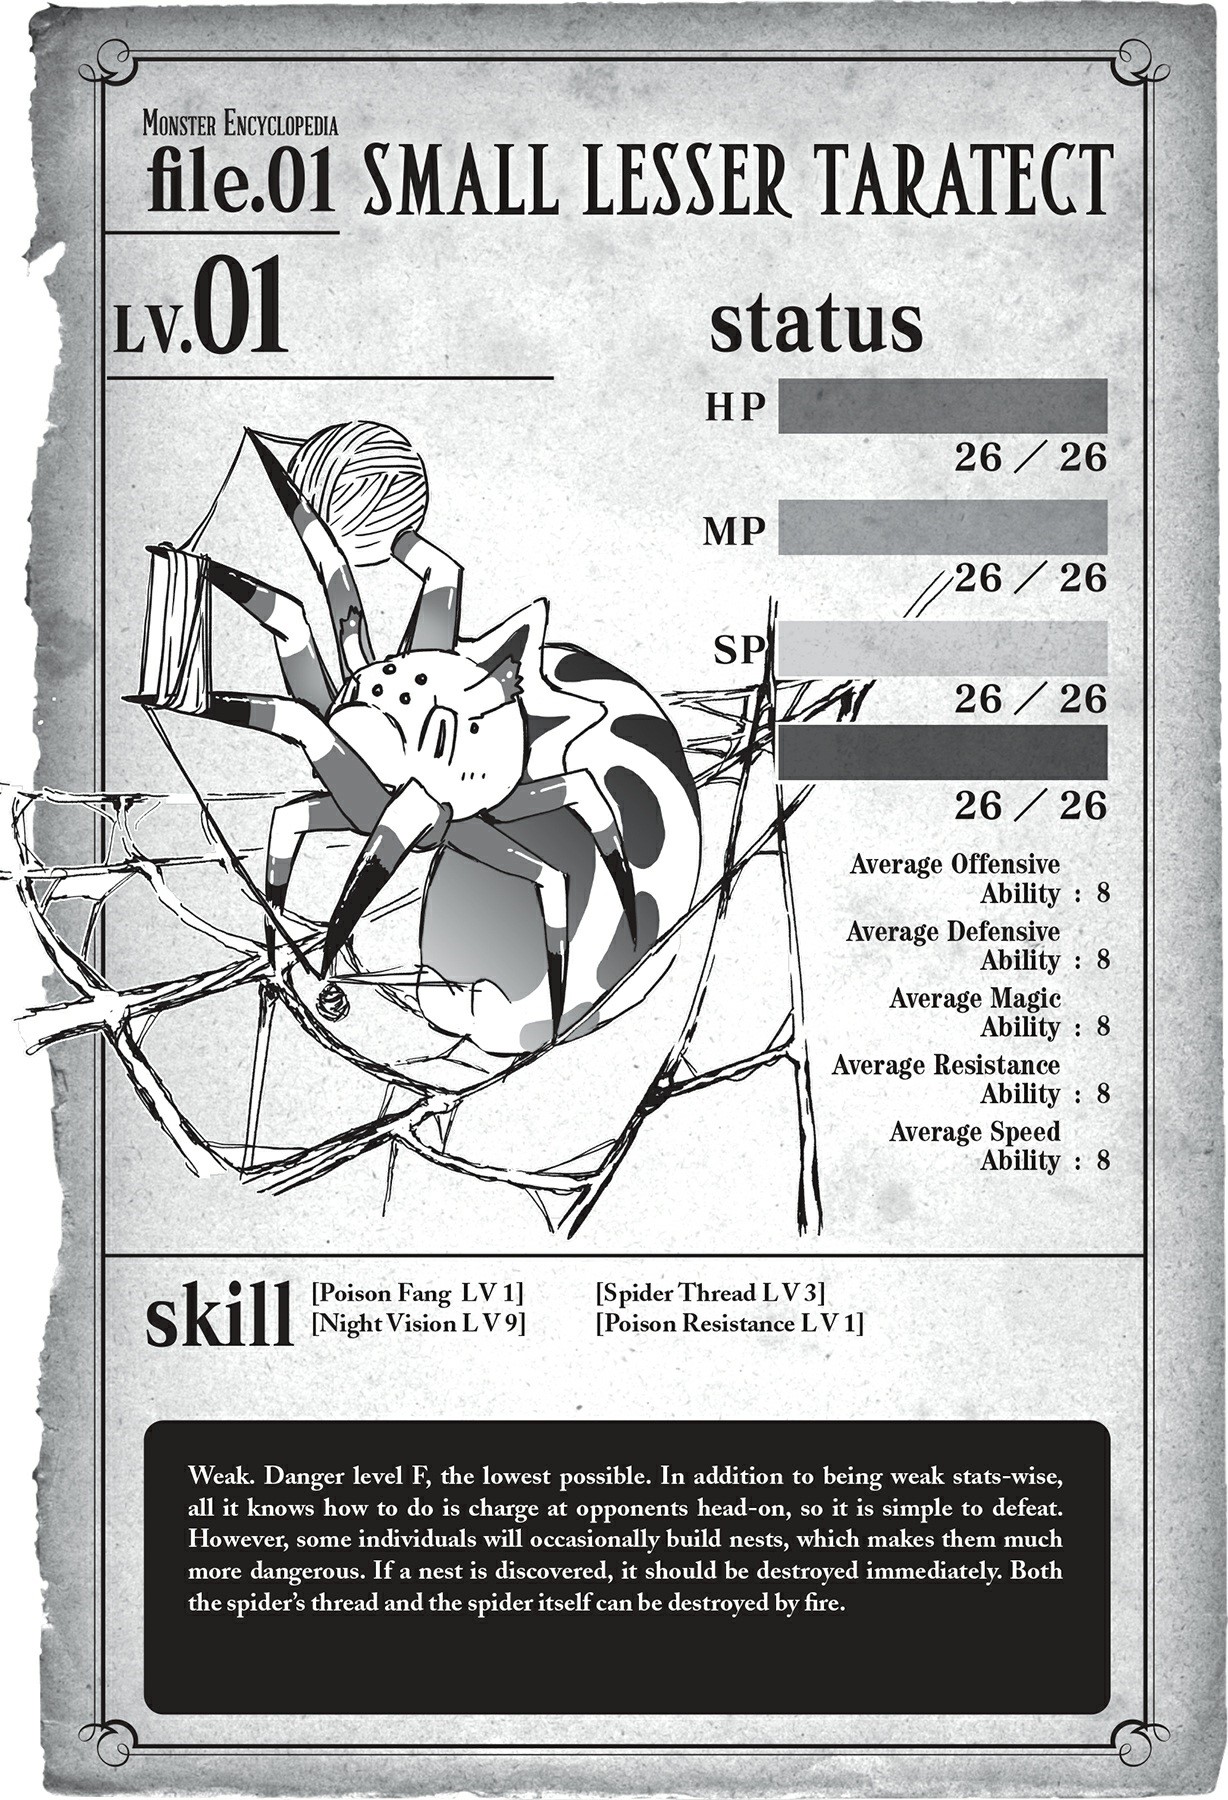 MONSTER ENCYCLOPEDIA
file.01 SMALL LESSER TARATECT
LV.01
status
HP
26 / 26
MP
26 / 26
SP
26 / 26
26 / 26
Average Offensive
Ability : 8
Average Defensive
Ability : 8
Average Magic
Ability : 8
Average Resistance
Ability : 8
Average Speed
Ability : 8
skill
[Poison Fang LV 1] [Spider Thread LV 3]
[Night Vision LV 9] [Poison Resistance LV 1]
Weak. Danger level F, the lowest possible. In addition to being weak stats-wise,
all it knows how to do is charge at opponents head-on, so it is simple to defeat.
However, some individuals will occasionally build nests, which makes them much
more dangerous. If a nest is discovered, it should be destroyed immediately. Both
the spider's thread and the spider itself can be destroyed by fire.